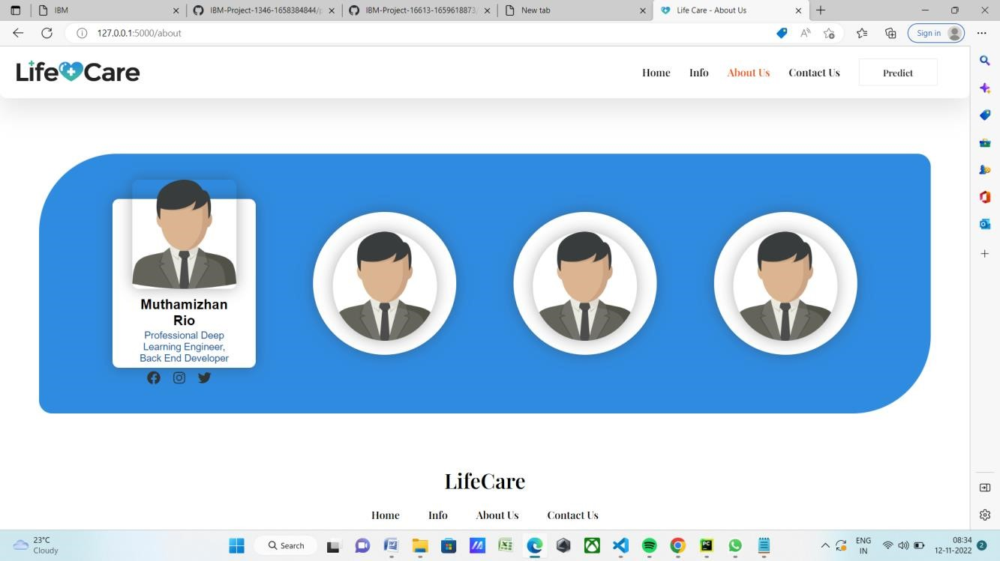 IBM
IBM-Project-1346-1658384844/p
IBM-Project-16613-1659618873/
New tab
Life Care - About Us
127.0.0.1:5000/about
Sign in
Life Care
Home Info About Us Contact Us Predict
Muthamizhan
Rio
Professional Deep
Learning Engineer,
Back End Developer
LifeCare
Home Info About Us Contact Us
23°C
Cloudy
Search
ENG
IN
08:34
12-11-2022
2